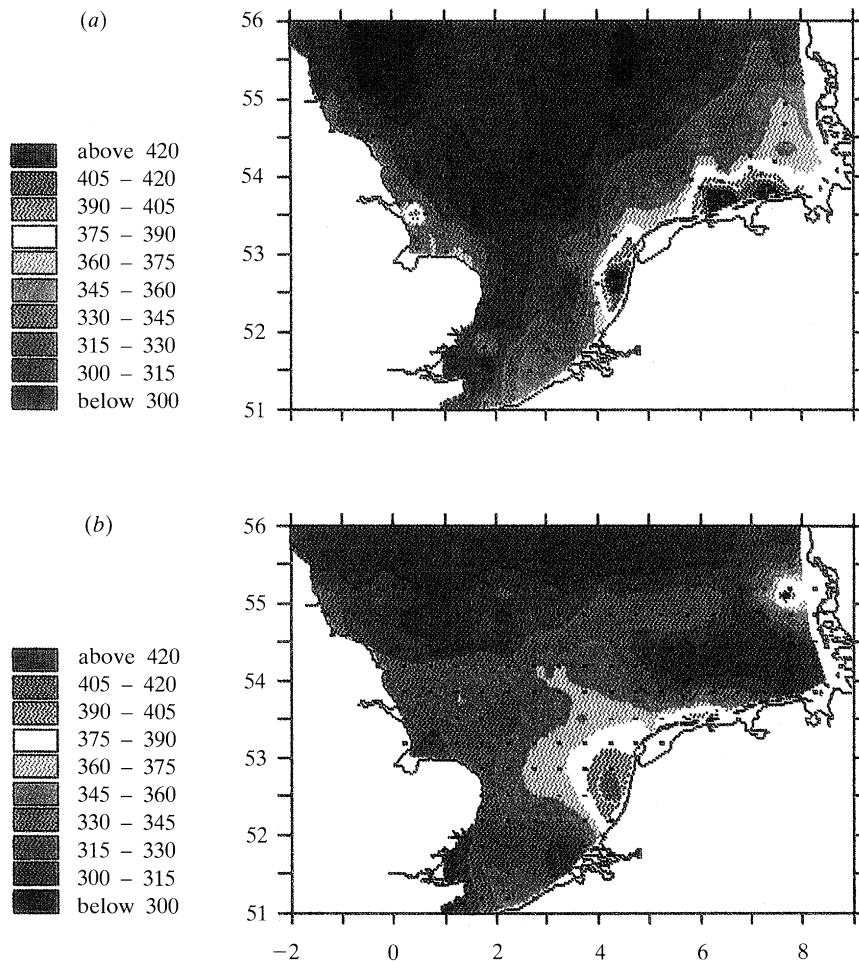 (a)
56
55
54
53
52
51
above 420
405 – 420
390 – 405
375 – 390
360 – 375
345 – 360
330 – 345
315 – 330
300 – 315
below 300
(b)
56
55
54
53
52
51
above 420
405 – 420
390 – 405
375 – 390
360 – 375
345 – 360
330 – 345
315 – 330
300 – 315
below 300
−2 0 2 4 6 8